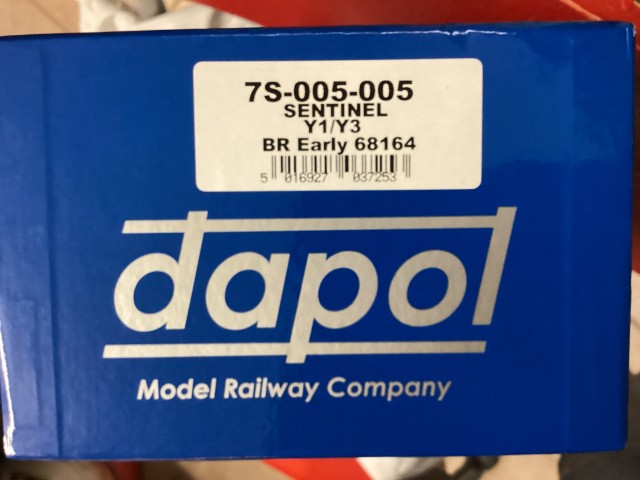 7S-005-005
SENTINEL
Y1/Y3
BR Early 68164
5 016927 037253
dapol
Model Railway Company